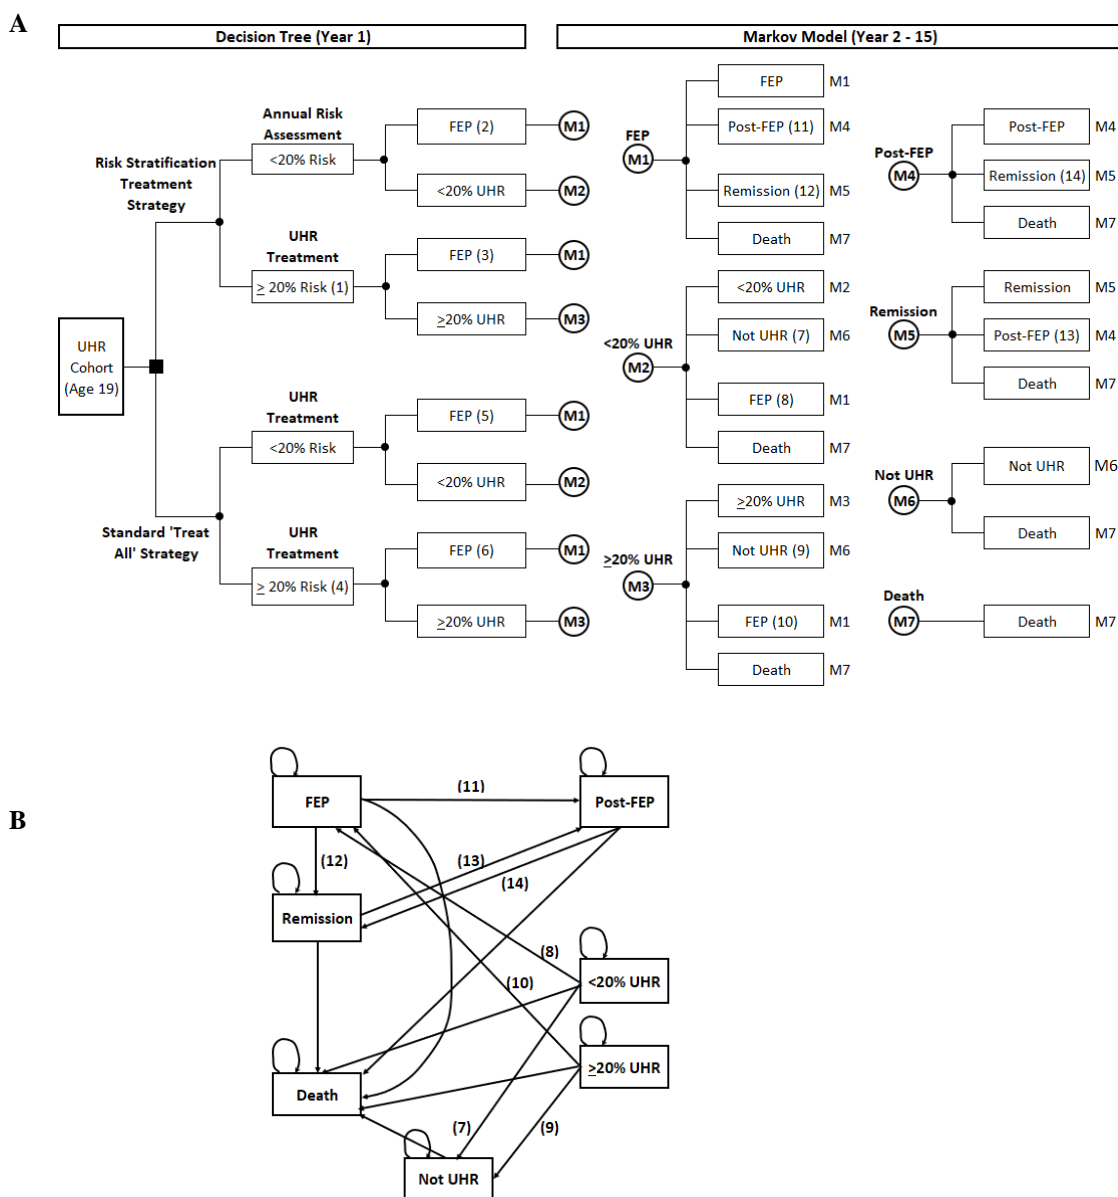 A
Decision Tree (Year 1)
Markov Model (Year 2 - 15)
Risk Stratification
Treatment
Strategy
Annual Risk
Assessment
<20% Risk
FEP (2)
M1
<20% UHR
M2
UHR
Treatment
≥ 20% Risk (1)
FEP (3)
M1
≥20% UHR
M3
UHR
Cohort
(Age 19)
Standard 'Treat
All' Strategy
UHR
Treatment
<20% Risk
FEP (5)
M1
<20% UHR
M2
UHR
Treatment
≥ 20% Risk (4)
FEP (6)
M1
≥20% UHR
M3
FEP
M1
FEP
M1
Post-FEP (11)
M4
Remission (12)
M5
Death
M7
<20% UHR
M2
<20% UHR
M2
Not UHR (7)
M6
FEP (8)
M1
Death
M7
≥20% UHR
M3
≥20% UHR
M3
Not UHR (9)
M6
FEP (10)
M1
Death
M7
Post-FEP
M4
Post-FEP
M4
Remission (14)
M5
Death
M7
Remission
M5
Remission
M5
Post-FEP (13)
M4
Death
M7
Not UHR
M6
Not UHR
M6
Death
M7
Death
M7
Death
M7
B
FEP
(11)
Post-FEP
(12)
(13)
(14)
Remission
(8)
(10)
<20% UHR
≥20% UHR
Death
(7)
(9)
Not UHR